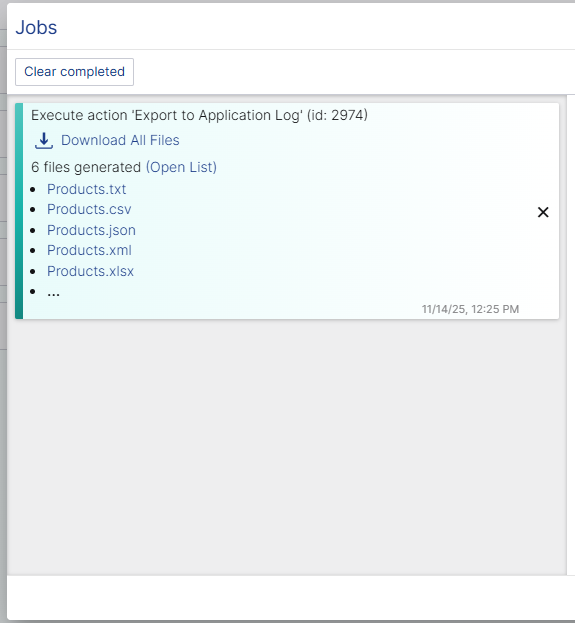 Jobs
Clear completed
Execute action 'Export to Application Log' (id: 2974)
Download All Files
6 files generated (Open List)
Products.txt
Products.csv
Products.json
Products.xml
Products.xlsx
...
11/14/25, 12:25 PM